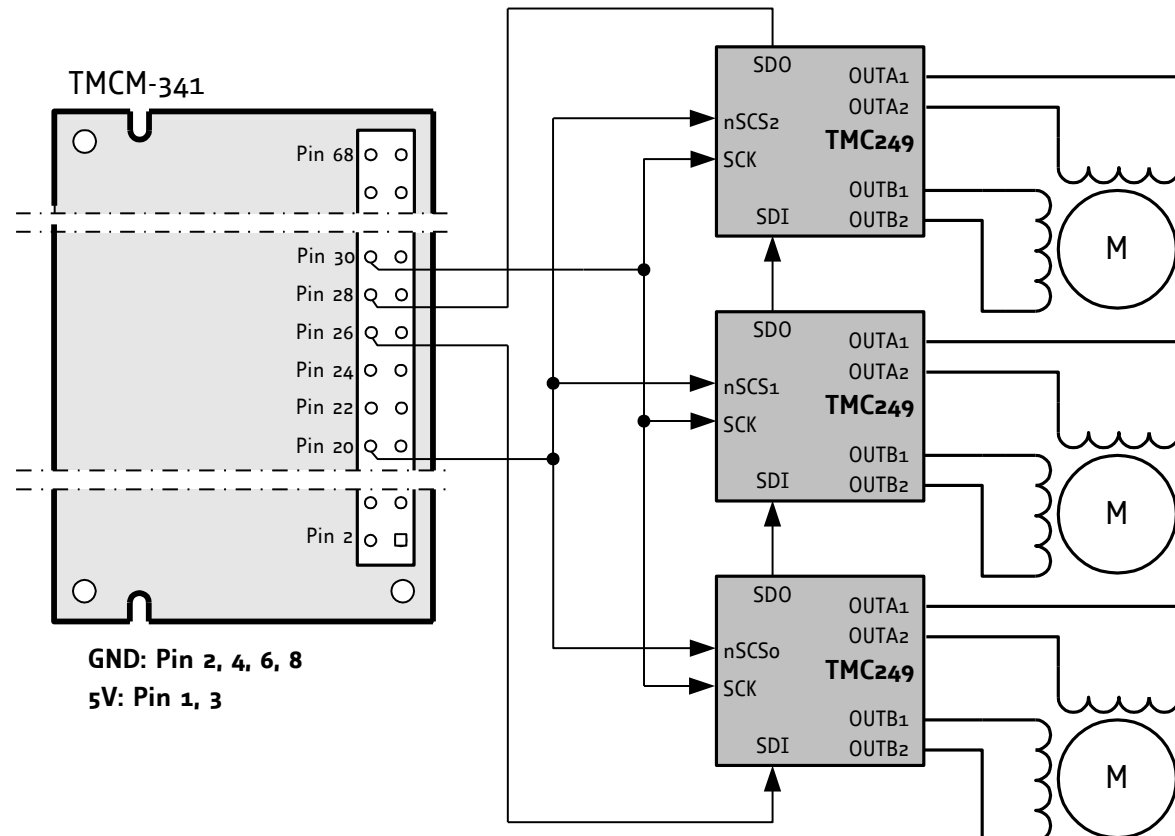 TMCM-341
Pin 68
Pin 30
Pin 28
Pin 26
Pin 24
Pin 22
Pin 20
Pin 2
GND: Pin 2, 4, 6, 8
5V: Pin 1, 3
SDO
OUTA1
OUTA2
nSCS2
TMC249
SCK
OUTB1
SDI
OUTB2
M
SDO
OUTA1
OUTA2
nSCS1
TMC249
SCK
OUTB1
SDI
OUTB2
M
SDO
OUTA1
OUTA2
nSCS0
TMC249
SCK
OUTB1
SDI
OUTB2
M